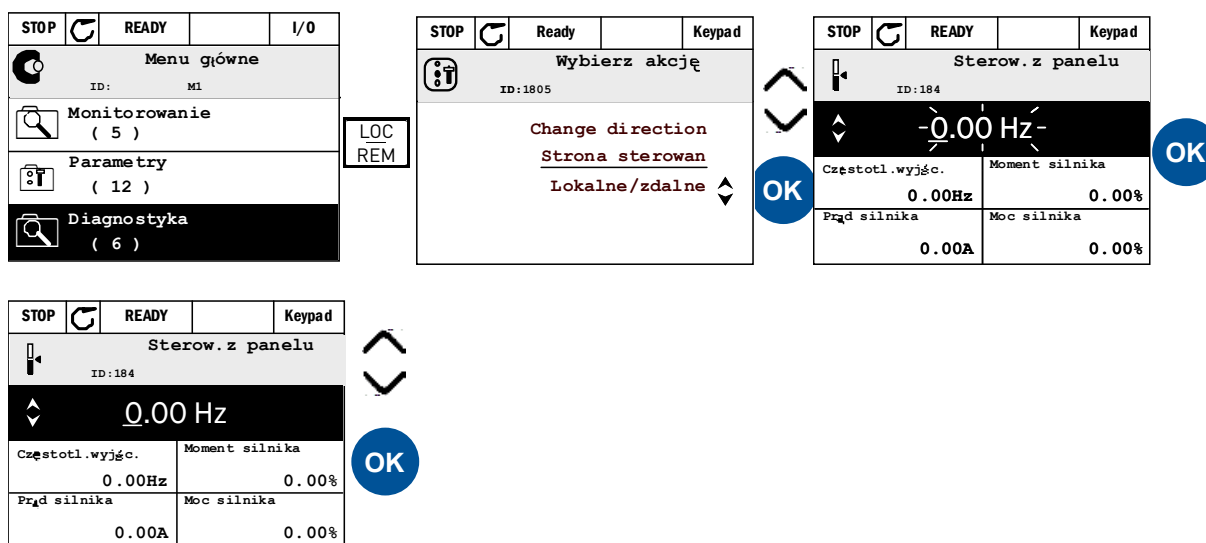 STOP READY I/O
Menu główne
ID: M1
Monitorowanie
( 5 )
Parametry
( 12 )
Diagnostyka
( 6 )
LOC
REM
STOP Ready Keypad
Wybierz akcję
ID:1805
Change direction
Strona sterowan
Lokalne/zdalne
OK
STOP READY Keypad
Sterow.z panelu
ID:184
-0.00 Hz-
Częstotl.wyjśc. Moment silnika
0.00Hz 0.00%
Prąd silnika Moc silnika
0.00A 0.00%
OK
STOP READY Keypad
Sterow.z panelu
ID:184
0.00 Hz
Częstotl.wyjśc. Moment silnika
0.00Hz 0.00%
Prąd silnika Moc silnika
0.00A 0.00%
OK